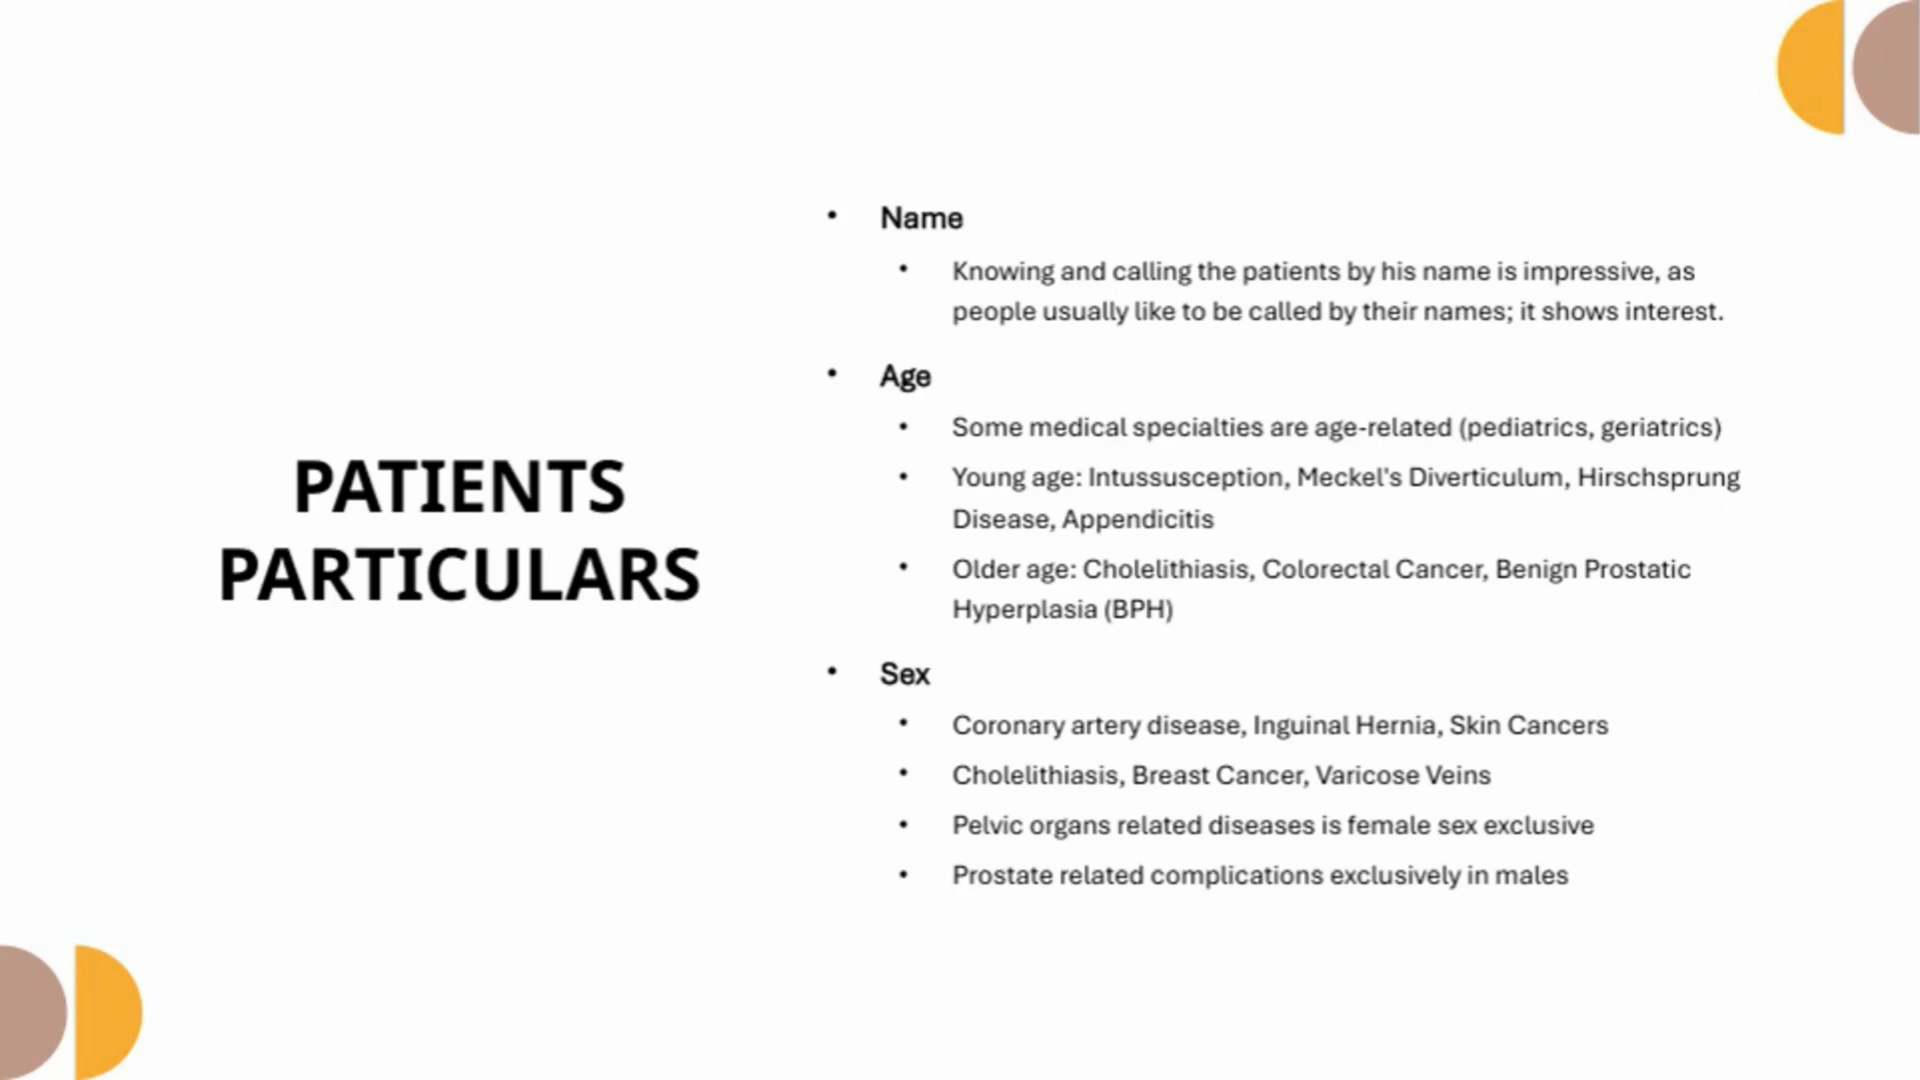 PATIENTS
PARTICULARS
• Name
• Knowing and calling the patients by his name is impressive, as
people usually like to be called by their names; it shows interest.
• Age
• Some medical specialties are age-related (pediatrics, geriatrics)
• Young age: Intussusception, Meckel's Diverticulum, Hirschsprung
Disease, Appendicitis
• Older age: Cholelithiasis, Colorectal Cancer, Benign Prostatic
Hyperplasia (BPH)
• Sex
• Coronary artery disease, Inguinal Hernia, Skin Cancers
• Cholelithiasis, Breast Cancer, Varicose Veins
• Pelvic organs related diseases is female sex exclusive
• Prostate related complications exclusively in males